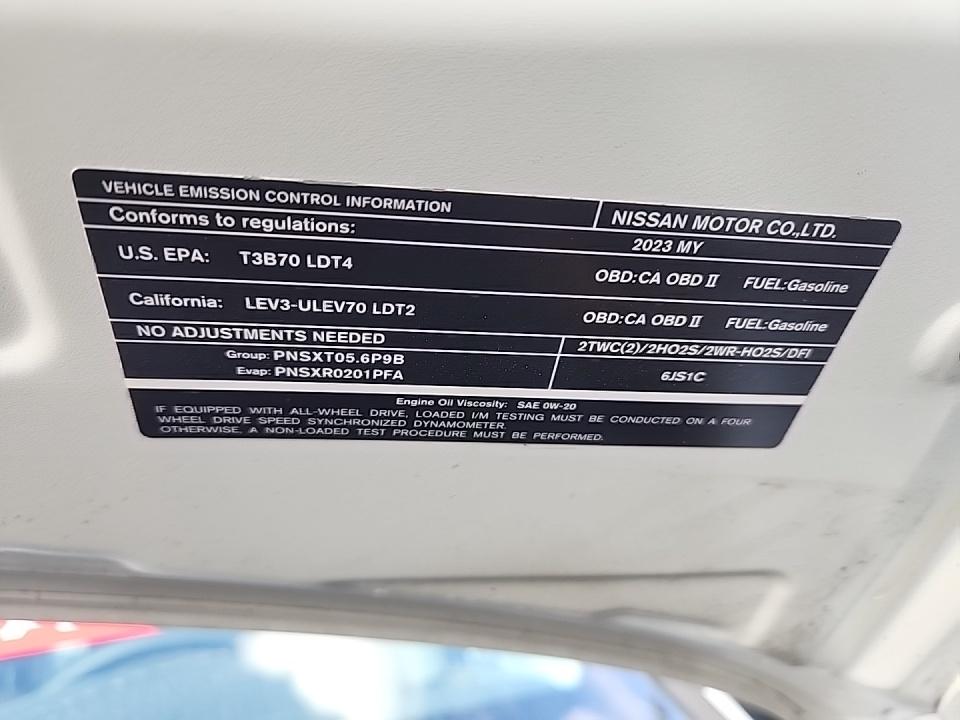 VEHICLE EMISSION CONTROL INFORMATION
NISSAN MOTOR CO.,LTD.
Conforms to regulations:
2023 MY
U.S. EPA: T3B70 LDT4
OBD:CA OBD II FUEL:Gasoline
California: LEV3-ULEV70 LDT2
OBD:CA OBD II FUEL:Gasoline
NO ADJUSTMENTS NEEDED
2TWC(2)/2HO2S/2WR-HO2S/DFI
Group: PNSXT05.6P9B
Evap: PNSXR0201PFA
6JS1C
Engine Oil Viscosity: SAE 0W-20
IF EQUIPPED WITH ALL-WHEEL DRIVE, LOADED I/M TESTING MUST BE CONDUCTED ON A FOUR
WHEEL DRIVE SPEED SYNCHRONIZED DYNAMOMETER.
OTHERWISE, A NON-LOADED TEST PROCEDURE MUST BE PERFORMED.